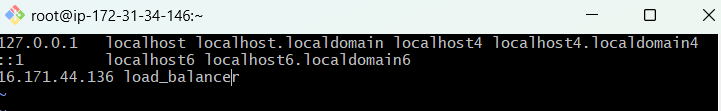 root@ip-172-31-34-146:~
127.0.0.1   localhost localhost.localdomain localhost4 localhost4.localdomain4
::1         localhost6 localhost6.localdomain6
16.171.44.136 load_balancer
~
~